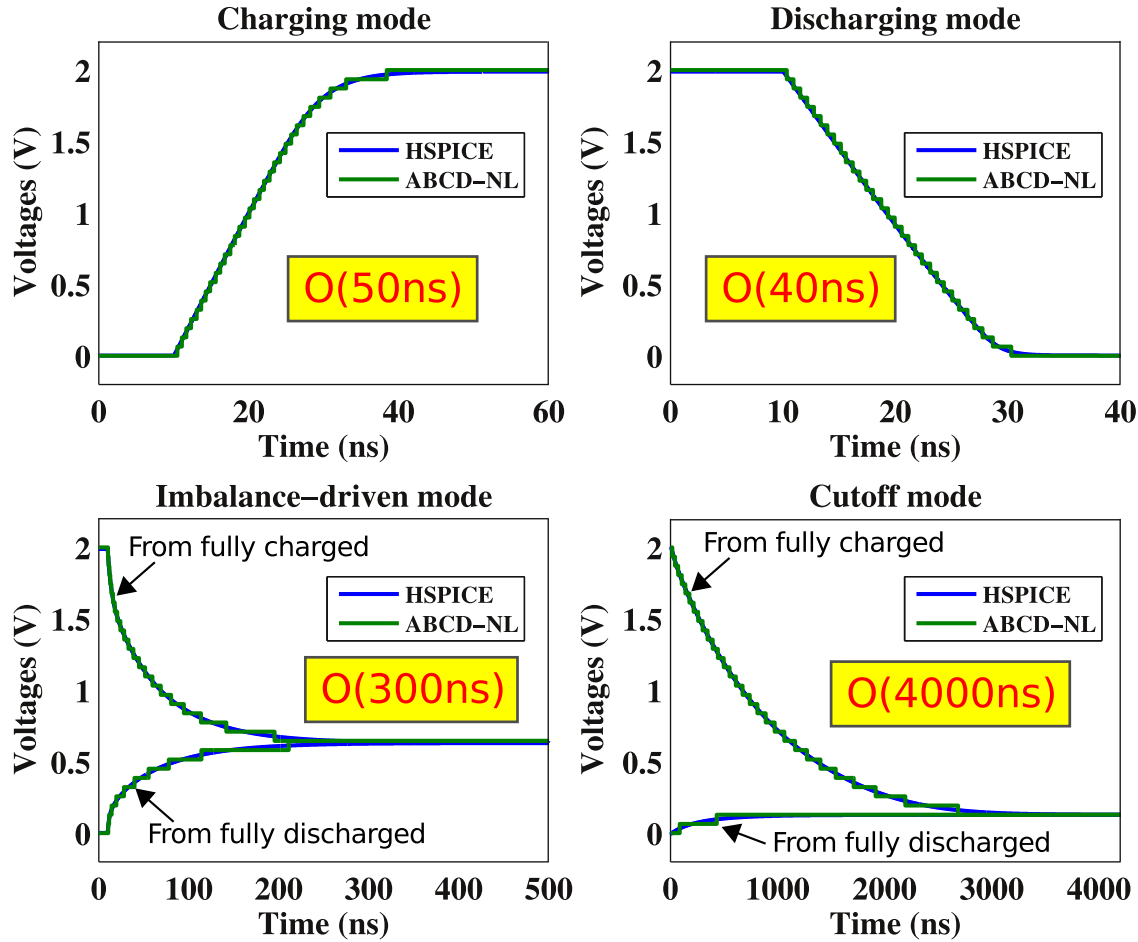 Charging mode
Voltages (V)
2
1.5
1
0.5
0
HSPICE
ABCD−NL
O(50ns)
0 20 40 60
Time (ns)
Discharging mode
Voltages (V)
2
1.5
1
0.5
0
HSPICE
ABCD−NL
O(40ns)
0 10 20 30 40
Time (ns)
Imbalance−driven mode
Voltages (V)
2
1.5
1
0.5
0
From fully charged
HSPICE
ABCD−NL
O(300ns)
From fully discharged
0 100 200 300 400 500
Time (ns)
Cutoff mode
Voltages (V)
2
1.5
1
0.5
0
From fully charged
HSPICE
ABCD−NL
O(4000ns)
From fully discharged
0 1000 2000 3000 4000
Time (ns)